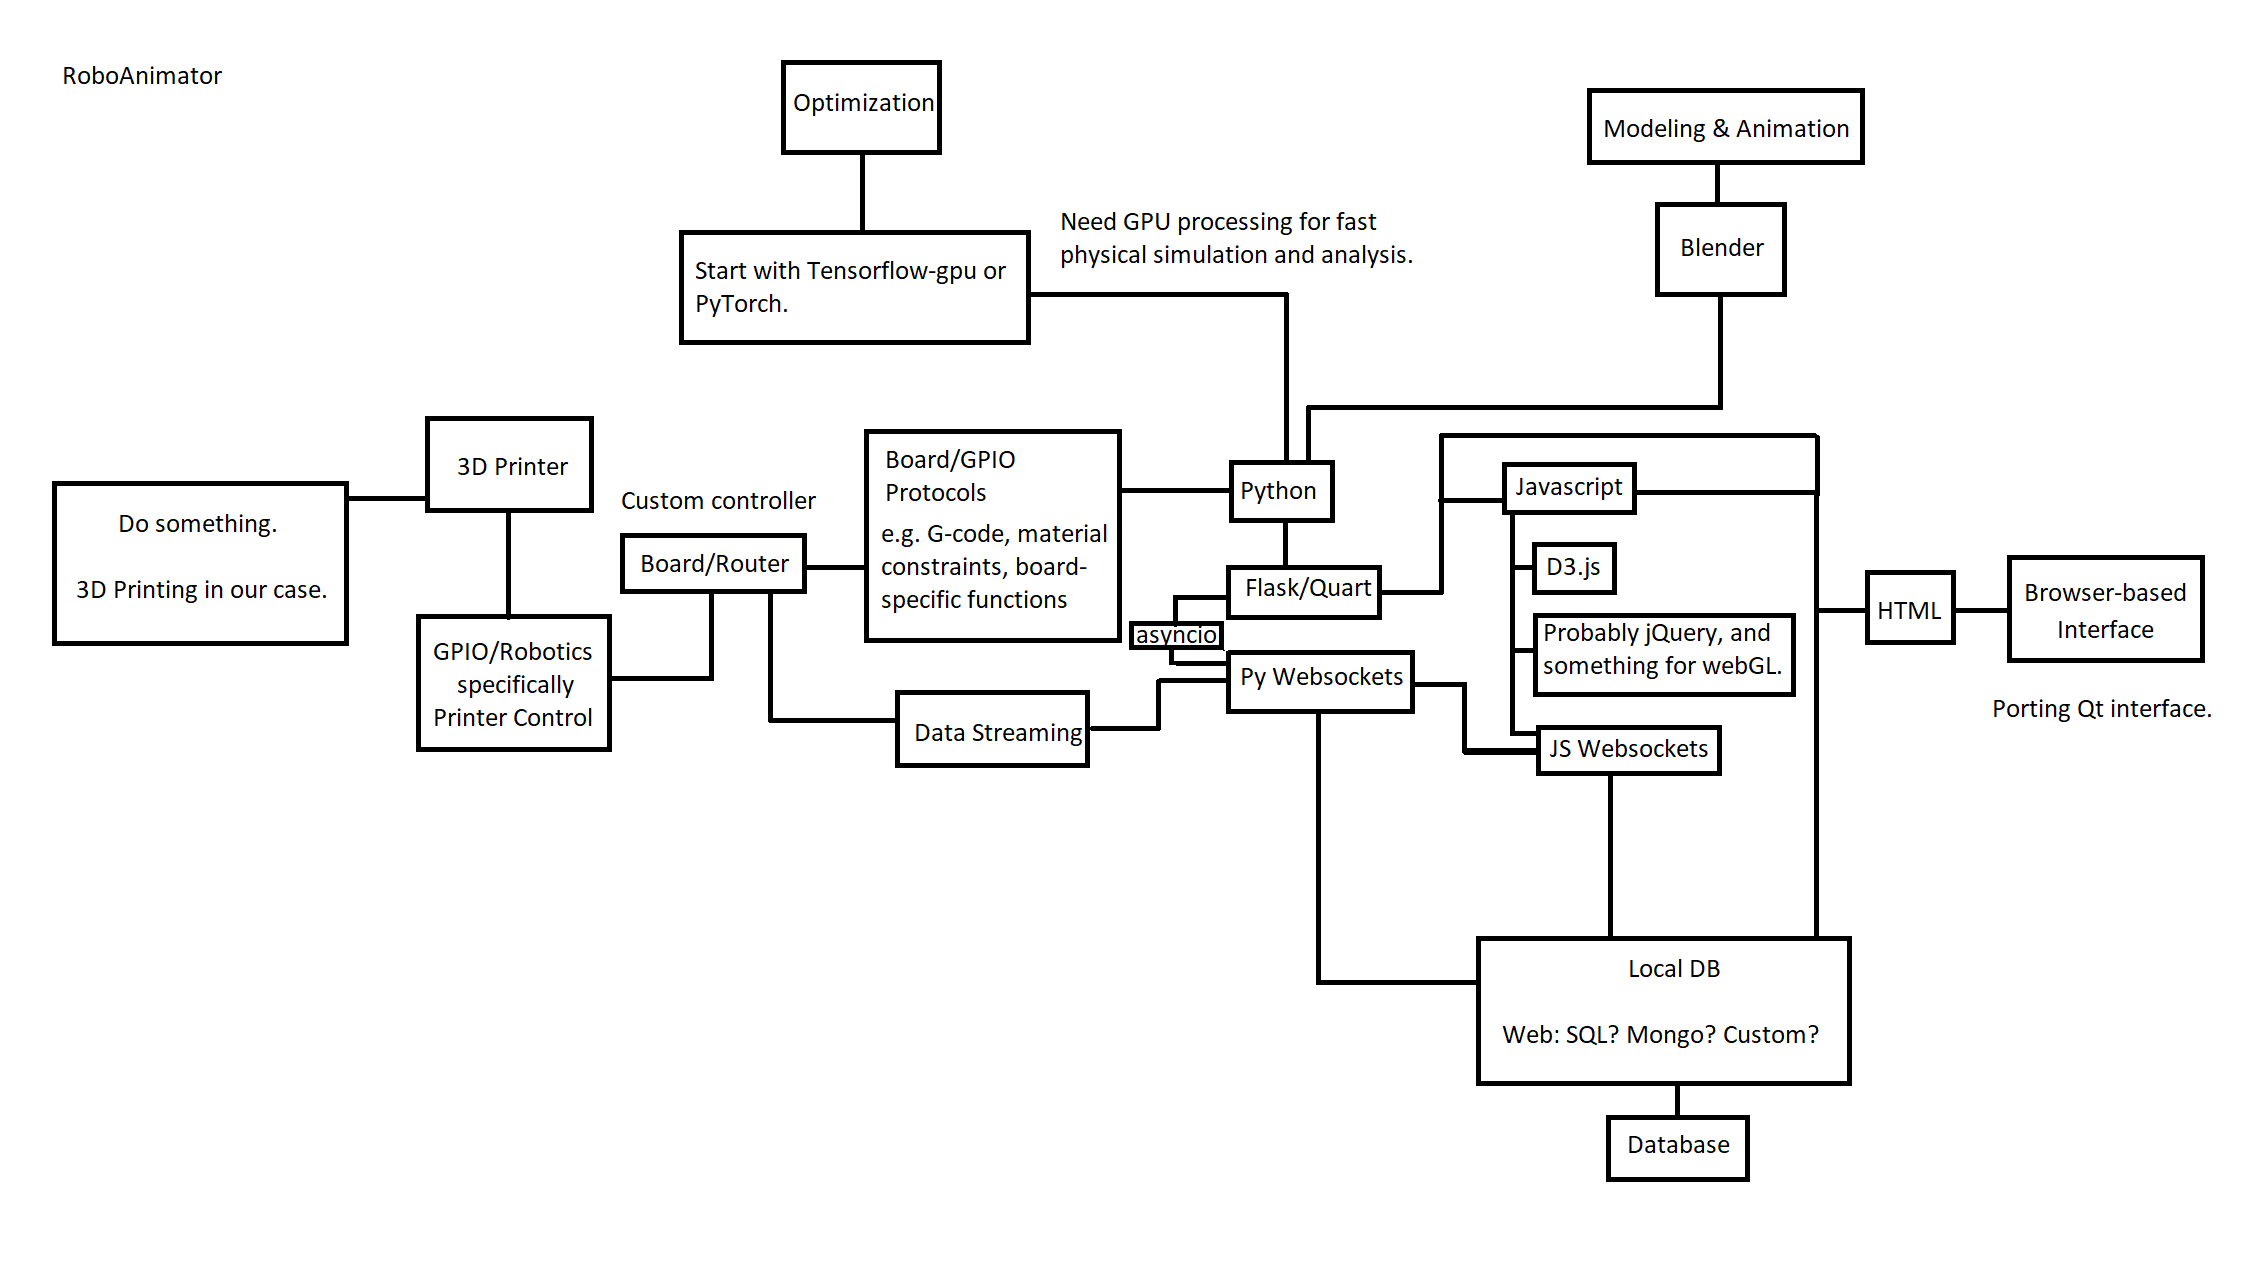 RoboAnimator
Optimization
Modeling & Animation
Need GPU processing for fast
physical simulation and analysis.
Blender
Start with Tensorflow-gpu or
PyTorch.
3D Printer
Do something.
3D Printing in our case.
Custom controller
Board/Router
Board/GPIO
Protocols
e.g. G-code, material
constraints, board-
specific functions
Python
Javascript
D3.js
Flask/Quart
asyncio
Probably jQuery, and
something for webGL.
HTML
Browser-based
Interface
Porting Qt interface.
GPIO/Robotics
specifically
Printer Control
Py Websockets
Data Streaming
JS Websockets
Local DB
Web: SQL? Mongo? Custom?
Database